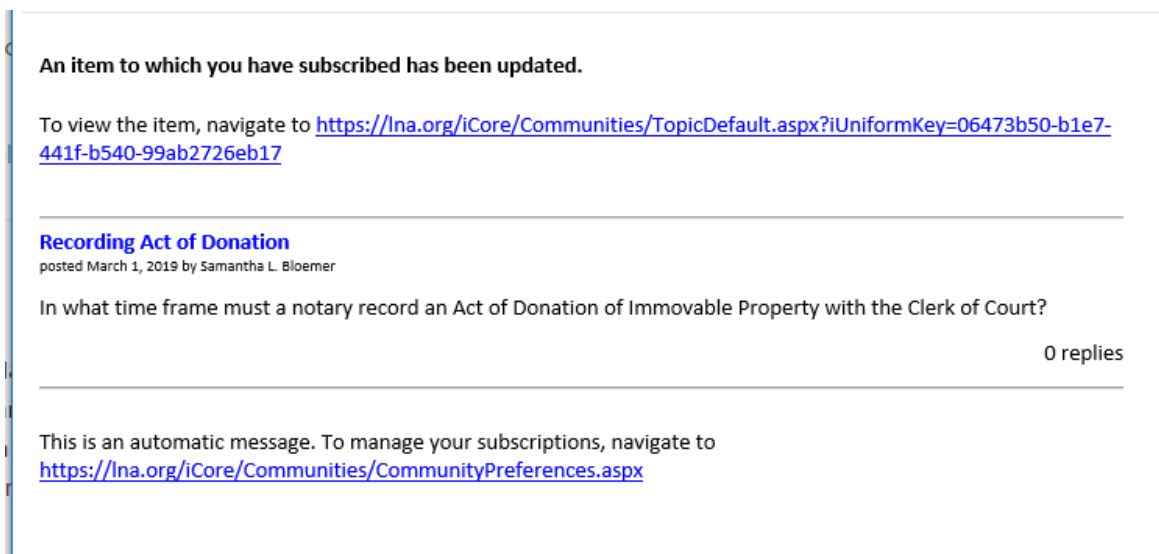 An item to which you have subscribed has been updated.
To view the item, navigate to https://lna.org/iCore/Communities/TopicDefault.aspx?iUniformKey=06473b50-b1e7-
441f-b540-99ab2726eb17
Recording Act of Donation
posted March 1, 2019 by Samantha L. Bloemer
In what time frame must a notary record an Act of Donation of Immovable Property with the Clerk of Court?
0 replies
This is an automatic message. To manage your subscriptions, navigate to
https://lna.org/iCore/Communities/CommunityPreferences.aspx